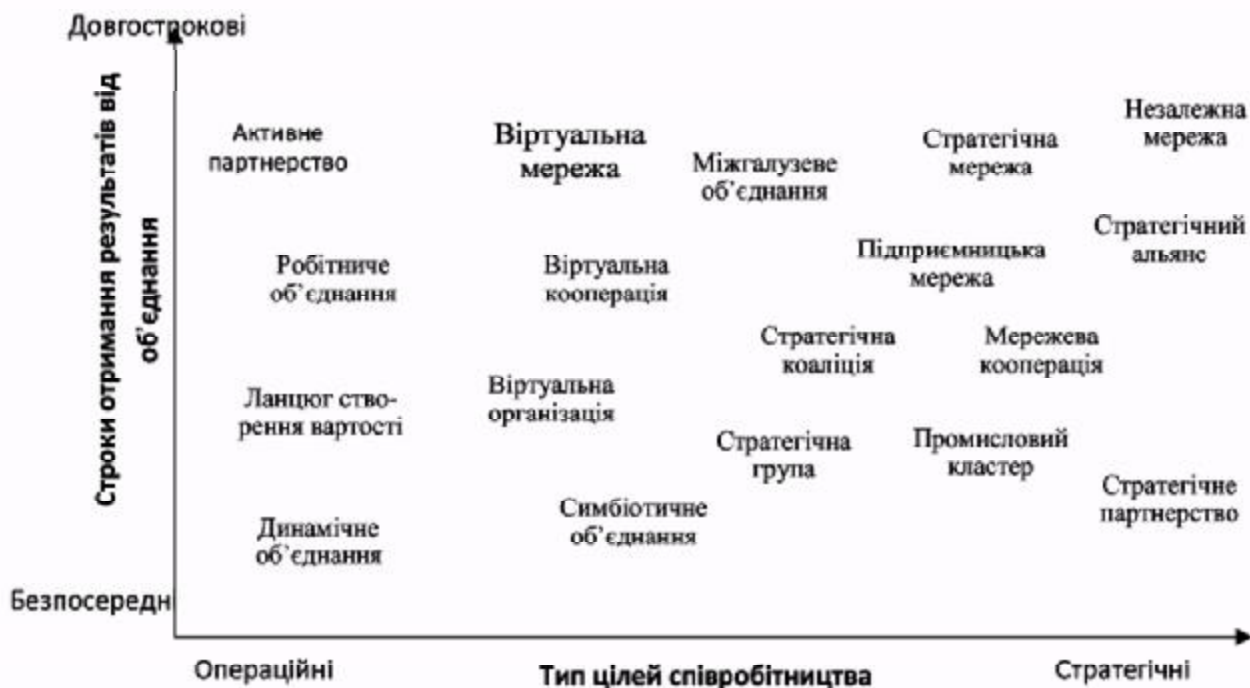 Довгострокові
Строки отримання результатів від
об’єднання
Активне
партнерство
Віртуальна
мережа
Міжгалузеве
об’єднання
Стратегічна
мережа
Незалежна
мережа
Робітниче
об’єднання
Віртуальна
кооперація
Підприємницька
мережа
Стратегічний
альянс
Стратегічна
коаліція
Мережева
кооперація
Ланцюг ство-
рення вартості
Віртуальна
організація
Стратегічна
група
Промисловий
кластер
Стратегічне
партнерство
Динамічне
об’єднання
Симбіотичне
об’єднання
Безпосередн
Операційні
Тип цілей співробітництва
Стратегічні